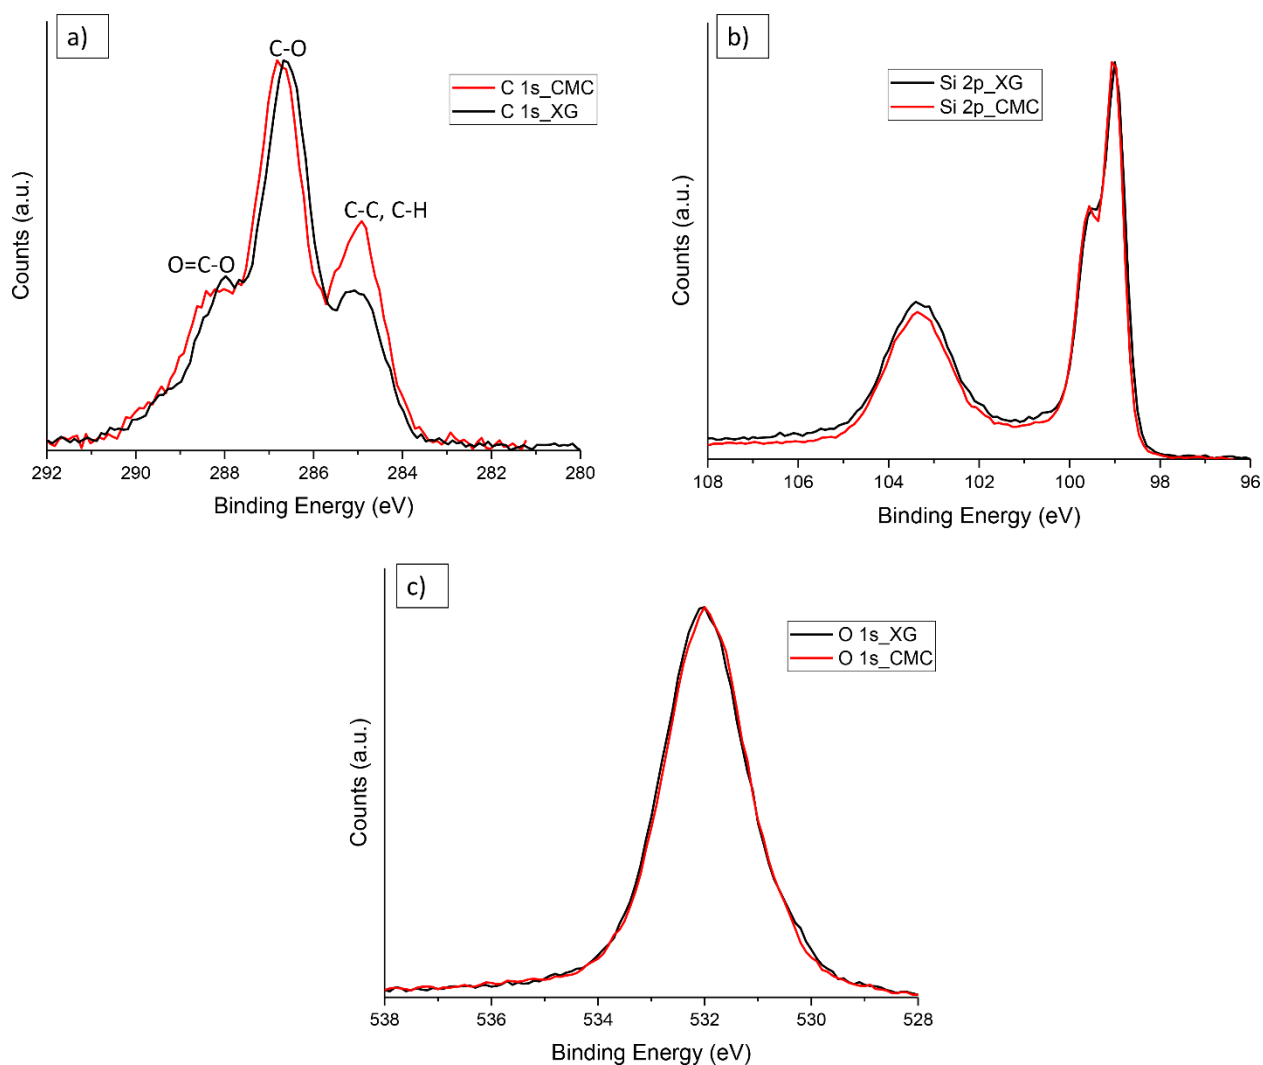 a)
C-O
C 1s_CMC
C 1s_XG
C-C, C-H
O=C-O
Counts (a.u.)
292 290 288 286 284 282 280
Binding Energy (eV)
b)
Si 2p_XG
Si 2p_CMC
Counts (a.u.)
108 106 104 102 100 98 96
Binding Energy (eV)
c)
O 1s_XG
O 1s_CMC
Counts (a.u.)
538 536 534 532 530 528
Binding Energy (eV)